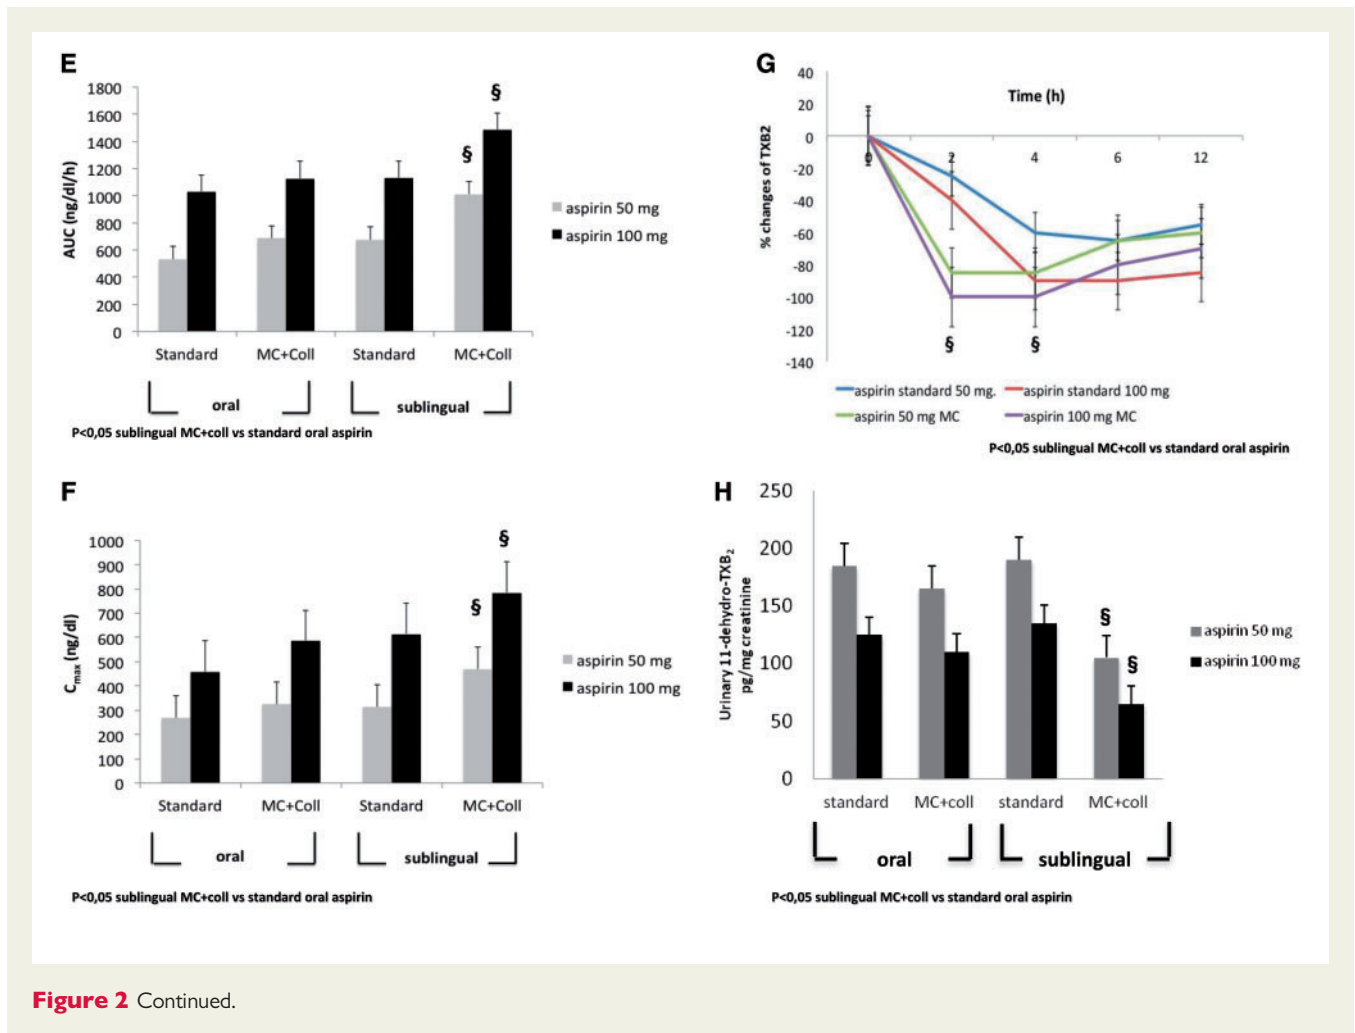 E
1800
1600
1400
1200
1000
800
600
400
200
0
AUC (ng/dl/h)
§
§
aspirin 50 mg
aspirin 100 mg
Standard MC+Coll Standard MC+Coll
oral sublingual
P<0,05 sublingual MC+coll vs standard oral aspirin
G
40
20
0
-20
-40
-60
-80
-100
-120
-140
% changes of TXB2
Time (h)
0 2 4 6 12
§ §
aspirin standard 50 mg. aspirin standard 100 mg
aspirin 50 mg MC aspirin 100 mg MC
P<0,05 sublingual MC+coll vs standard oral aspirin
F
1000
900
800
700
600
500
400
300
200
100
0
Cmax (ng/dl)
§
§
aspirin 50 mg
aspirin 100 mg
Standard MC+Coll Standard MC+Coll
oral sublingual
P<0,05 sublingual MC+coll vs standard oral aspirin
H
250
200
150
100
50
0
Urinary 11-dehydro-TXB2
pg/mg creatinine
§
§
aspirin 50 mg
aspirin 100 mg
standard MC+coll standard MC+coll
oral sublingual
P<0,05 sublingual MC+coll vs standard oral aspirin
Figure 2 Continued.